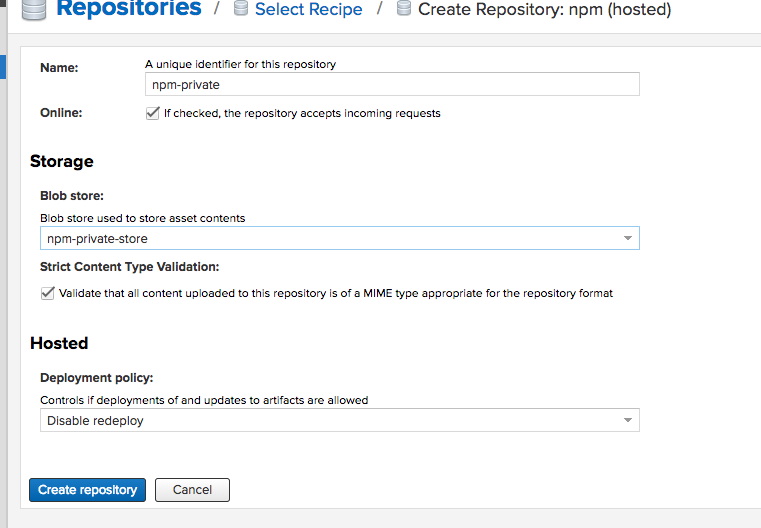 Repositories / Select Recipe / Create Repository: npm (hosted)
Name: A unique identifier for this repository
npm-private
Online: If checked, the repository accepts incoming requests
Storage
Blob store:
Blob store used to store asset contents
npm-private-store
Strict Content Type Validation:
Validate that all content uploaded to this repository is of a MIME type appropriate for the repository format
Hosted
Deployment policy:
Controls if deployments of and updates to artifacts are allowed
Disable redeploy
Create repository Cancel